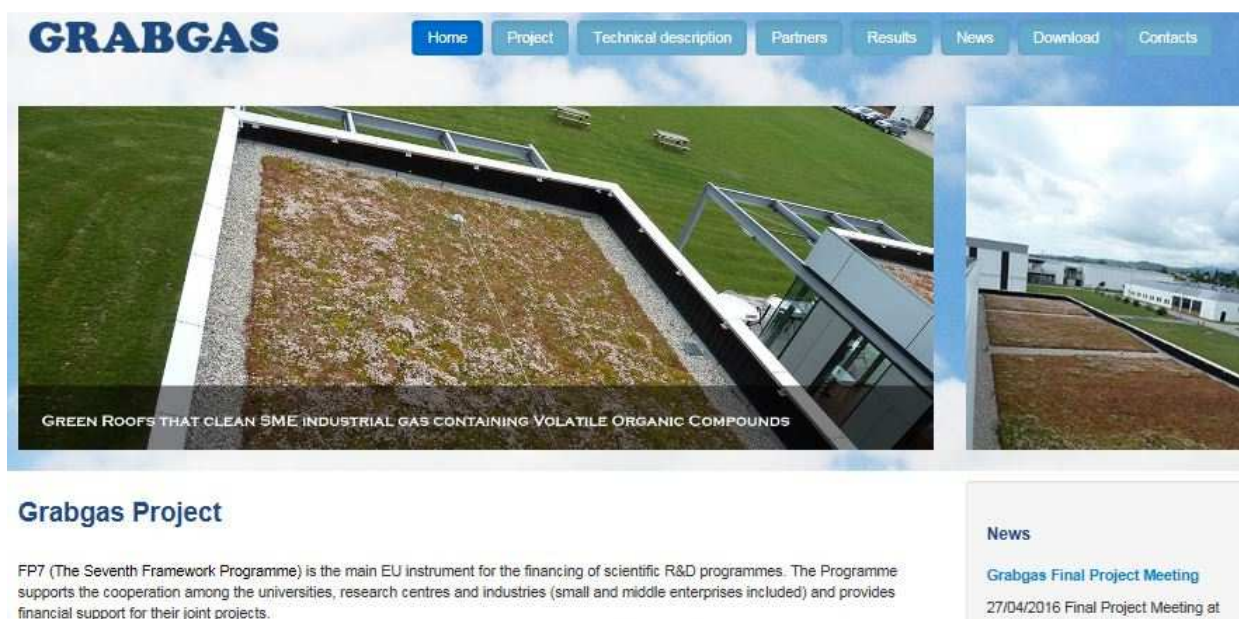 GRABGAS
Home Project Technical description Partners Results News Download Contacts
GREEN ROOFS THAT CLEAN SME INDUSTRIAL GAS CONTAINING VOLATILE ORGANIC COMPOUNDS
Grabgas Project
FP7 (The Seventh Framework Programme) is the main EU instrument for the financing of scientific R&D programmes. The Programme
supports the cooperation among the universities, research centres and industries (small and middle enterprises included) and provides
financial support for their joint projects.
News
Grabgas Final Project Meeting
27/04/2016 Final Project Meeting at